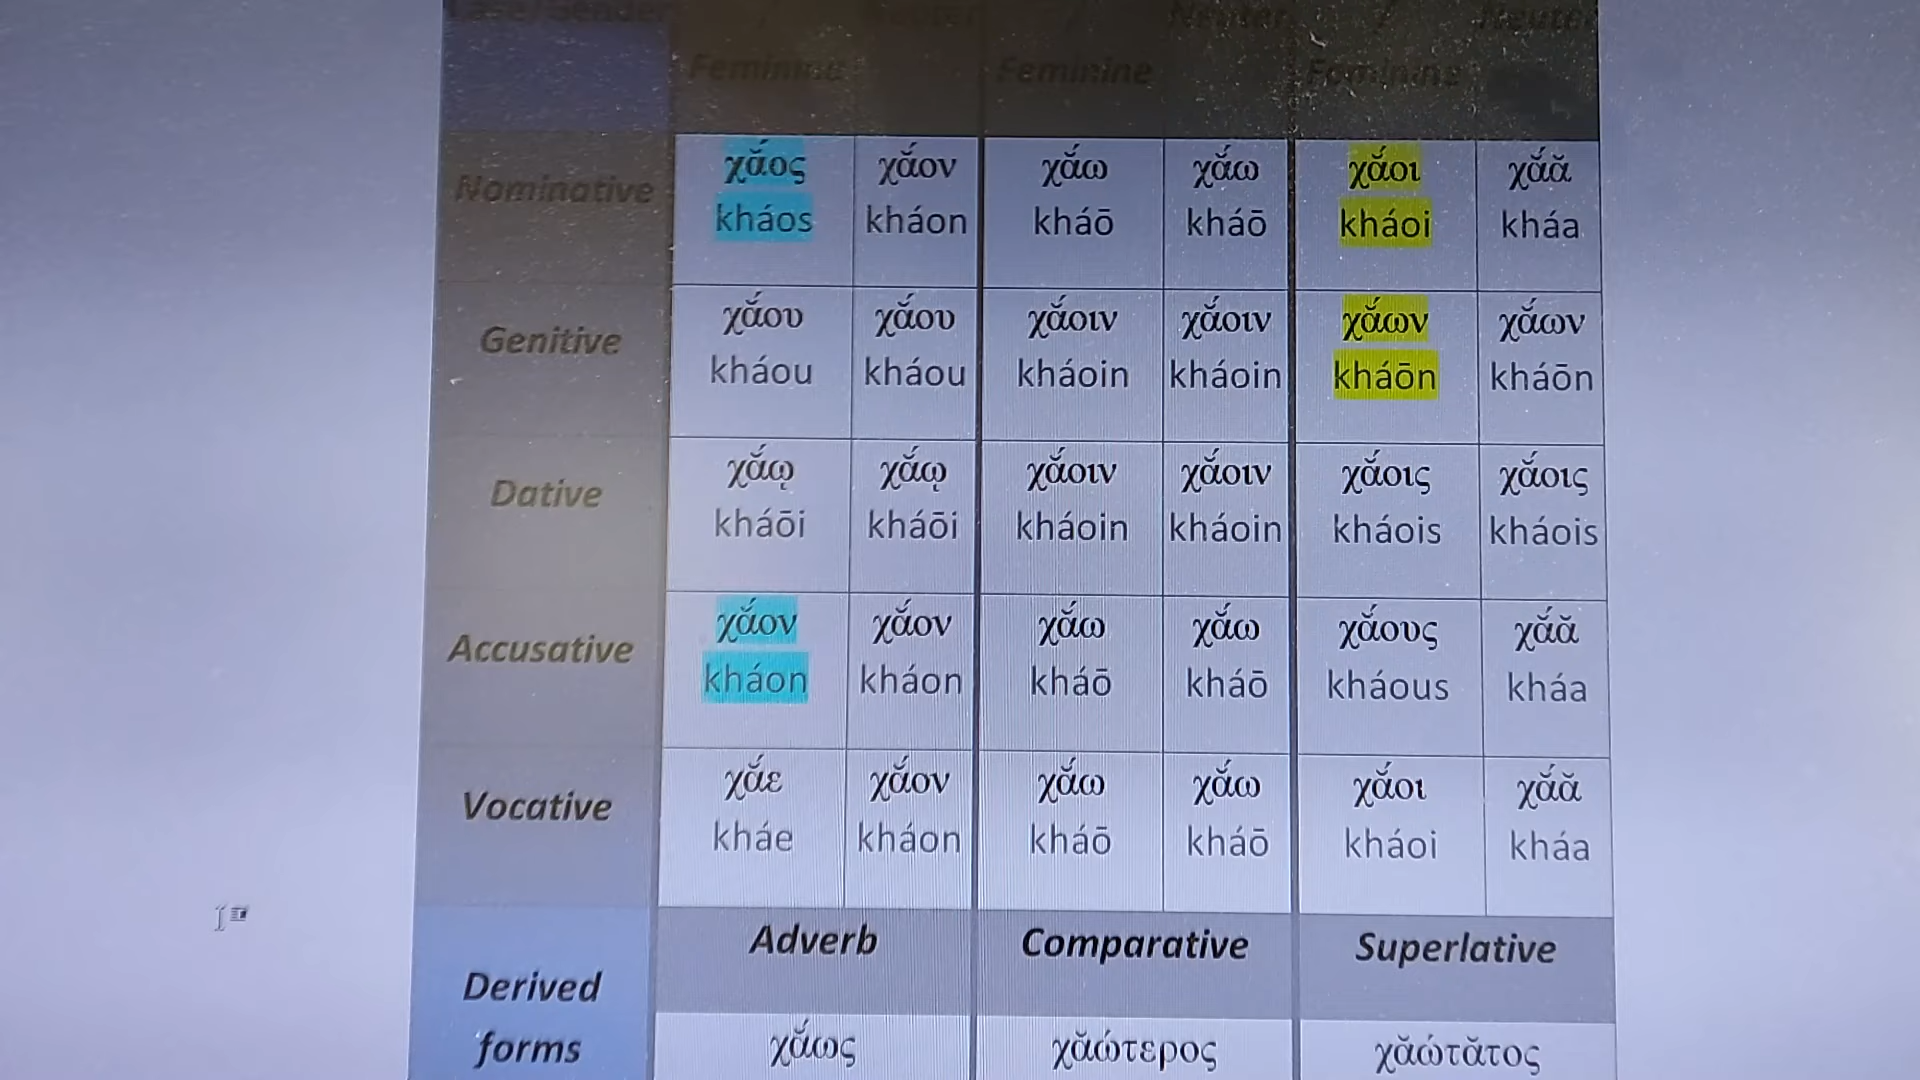 Case/Gender / Neuter / Neuter / Neuter
Feminine Feminine Feminine
Nominative χᾰ́ος χᾰ́ον χᾰ́ω χᾰ́ω χᾰ́οι χᾰ́ᾰ
kháos kháon kháō kháō kháoi kháa
Genitive χᾰ́ου χᾰ́ου χᾰ́οιν χᾰ́οιν χᾰ́ων χᾰ́ων
kháou kháou kháoin kháoin kháōn kháōn
Dative χᾰ́ῳ χᾰ́ῳ χᾰ́οιν χᾰ́οιν χᾰ́οις χᾰ́οις
kháōi kháōi kháoin kháoin kháois kháois
Accusative χᾰ́ον χᾰ́ον χᾰ́ω χᾰ́ω χᾰ́ους χᾰ́ᾰ
kháon kháon kháō kháō kháous kháa
Vocative χᾰ́ε χᾰ́ον χᾰ́ω χᾰ́ω χᾰ́οι χᾰ́ᾰ
kháe kháon kháō kháō kháoi kháa
Derived forms Adverb Comparative Superlative
χᾰ́ως χᾰώτερος χᾰώτᾰτος